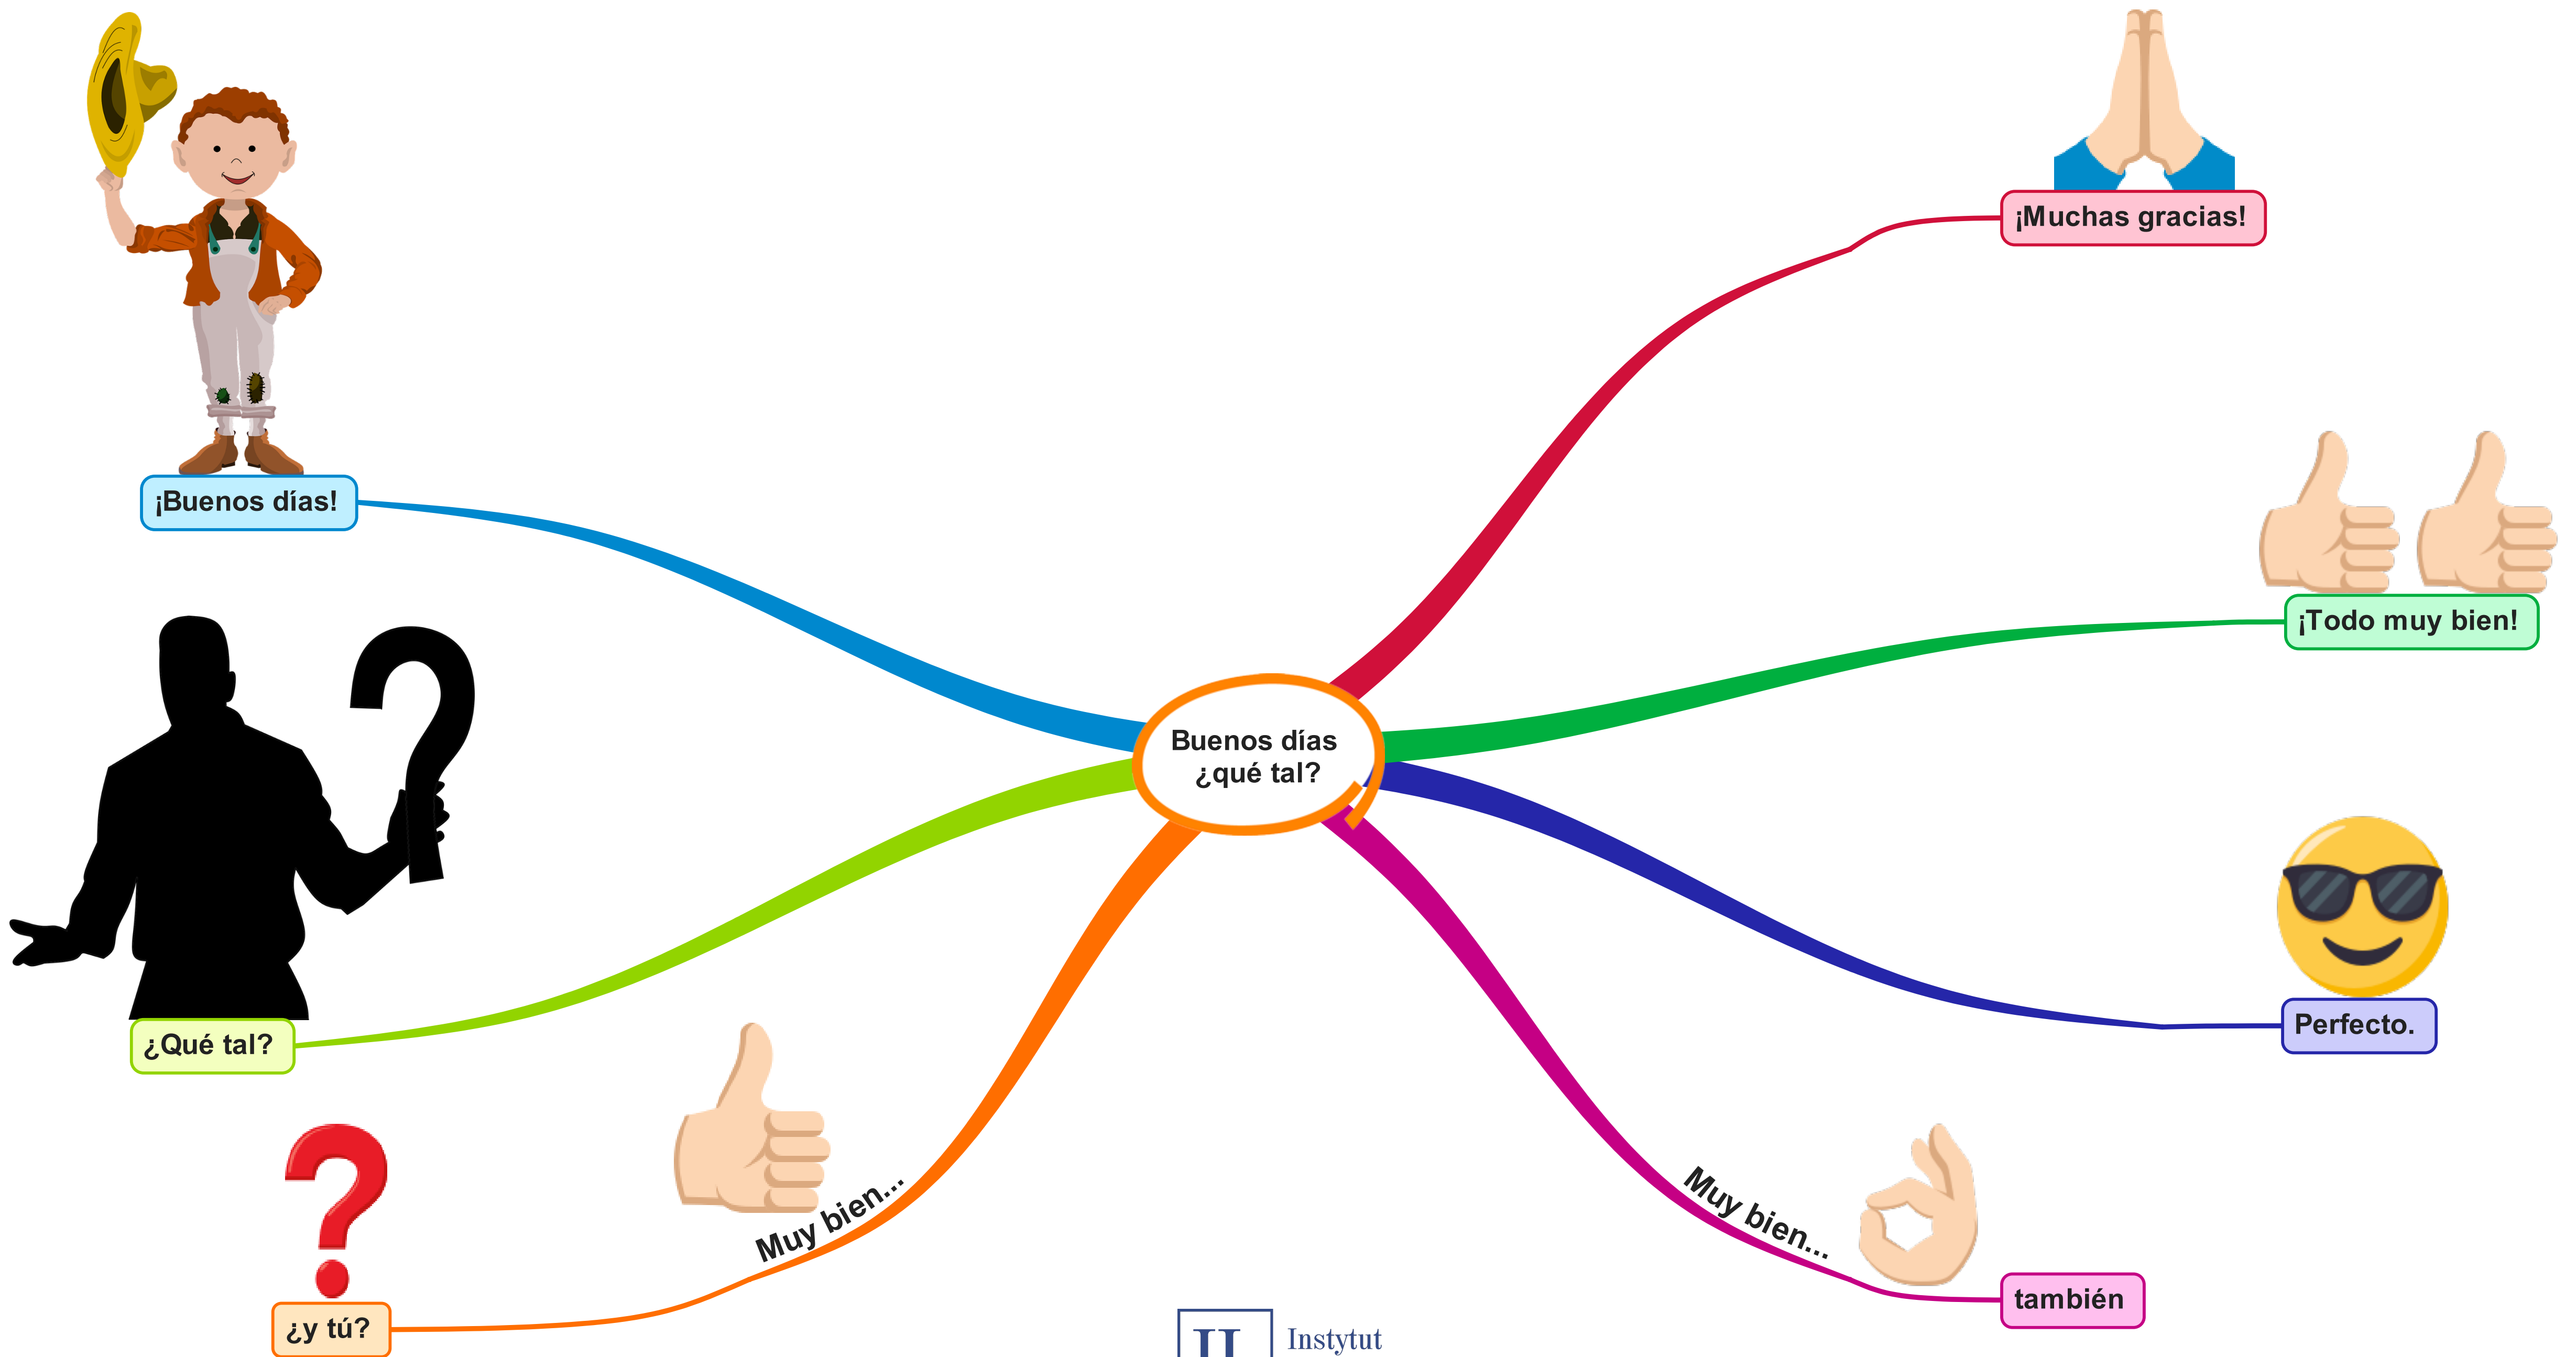 ¡Muchas gracias!
¡Buenos días!
¡Todo muy bien!
Buenos días
¿qué tal?
Perfecto.
¿Qué tal?
Muy bien...
¿y tú?
Muy bien...
también
Instytut